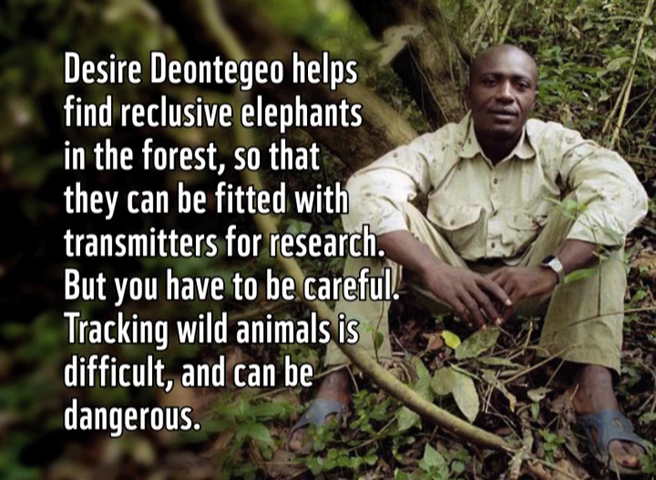 Desire Deontegeo helps
find reclusive elephants
in the forest, so that
they can be fitted with
transmitters for research.
But you have to be careful.
Tracking wild animals is
difficult, and can be
dangerous.